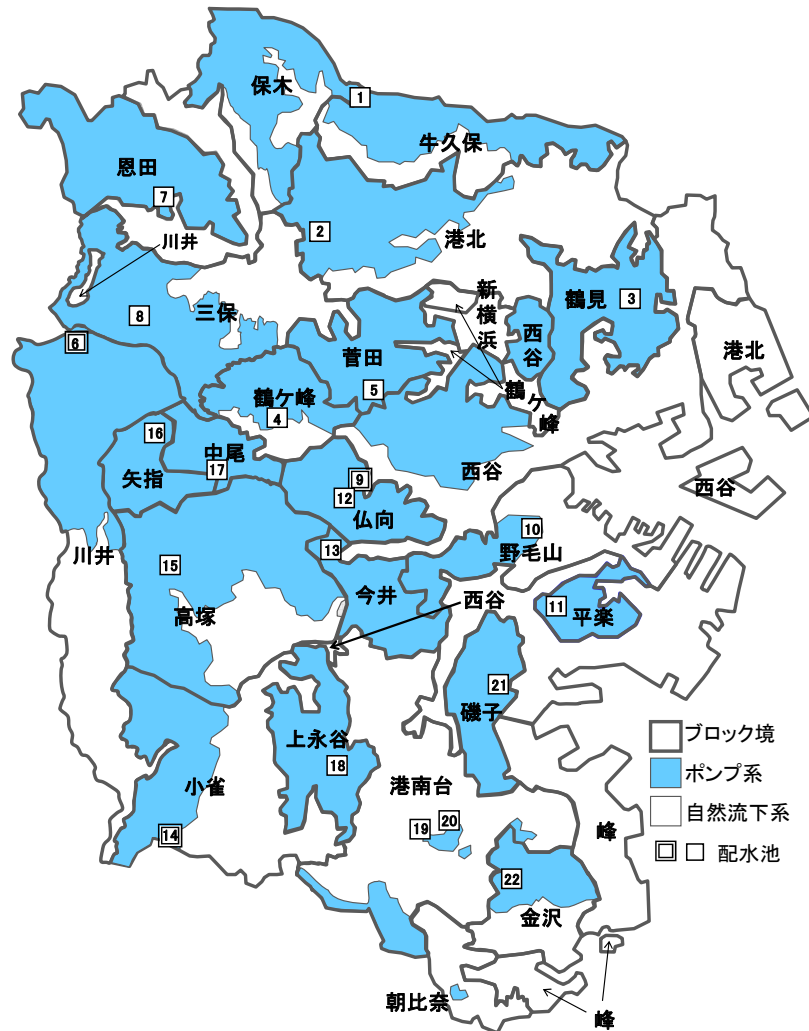 保木
1
牛久保
恩田
7
川井
2
港北
8
三保
新横浜
鶴見
3
6
菅田
西谷
港北
鶴ケ峰
5
鶴ケ峰
4
16
中尾
矢指
17
西谷
9
12
仏向
西谷
10
野毛山
13
川井
15
今井
西谷
11
平楽
高塚
21
磯子
上永谷
18
小雀
港南台
14
19
20
22
金沢
峰
ブロック境
ポンプ系
自然流下系
配水池
朝比奈
峰